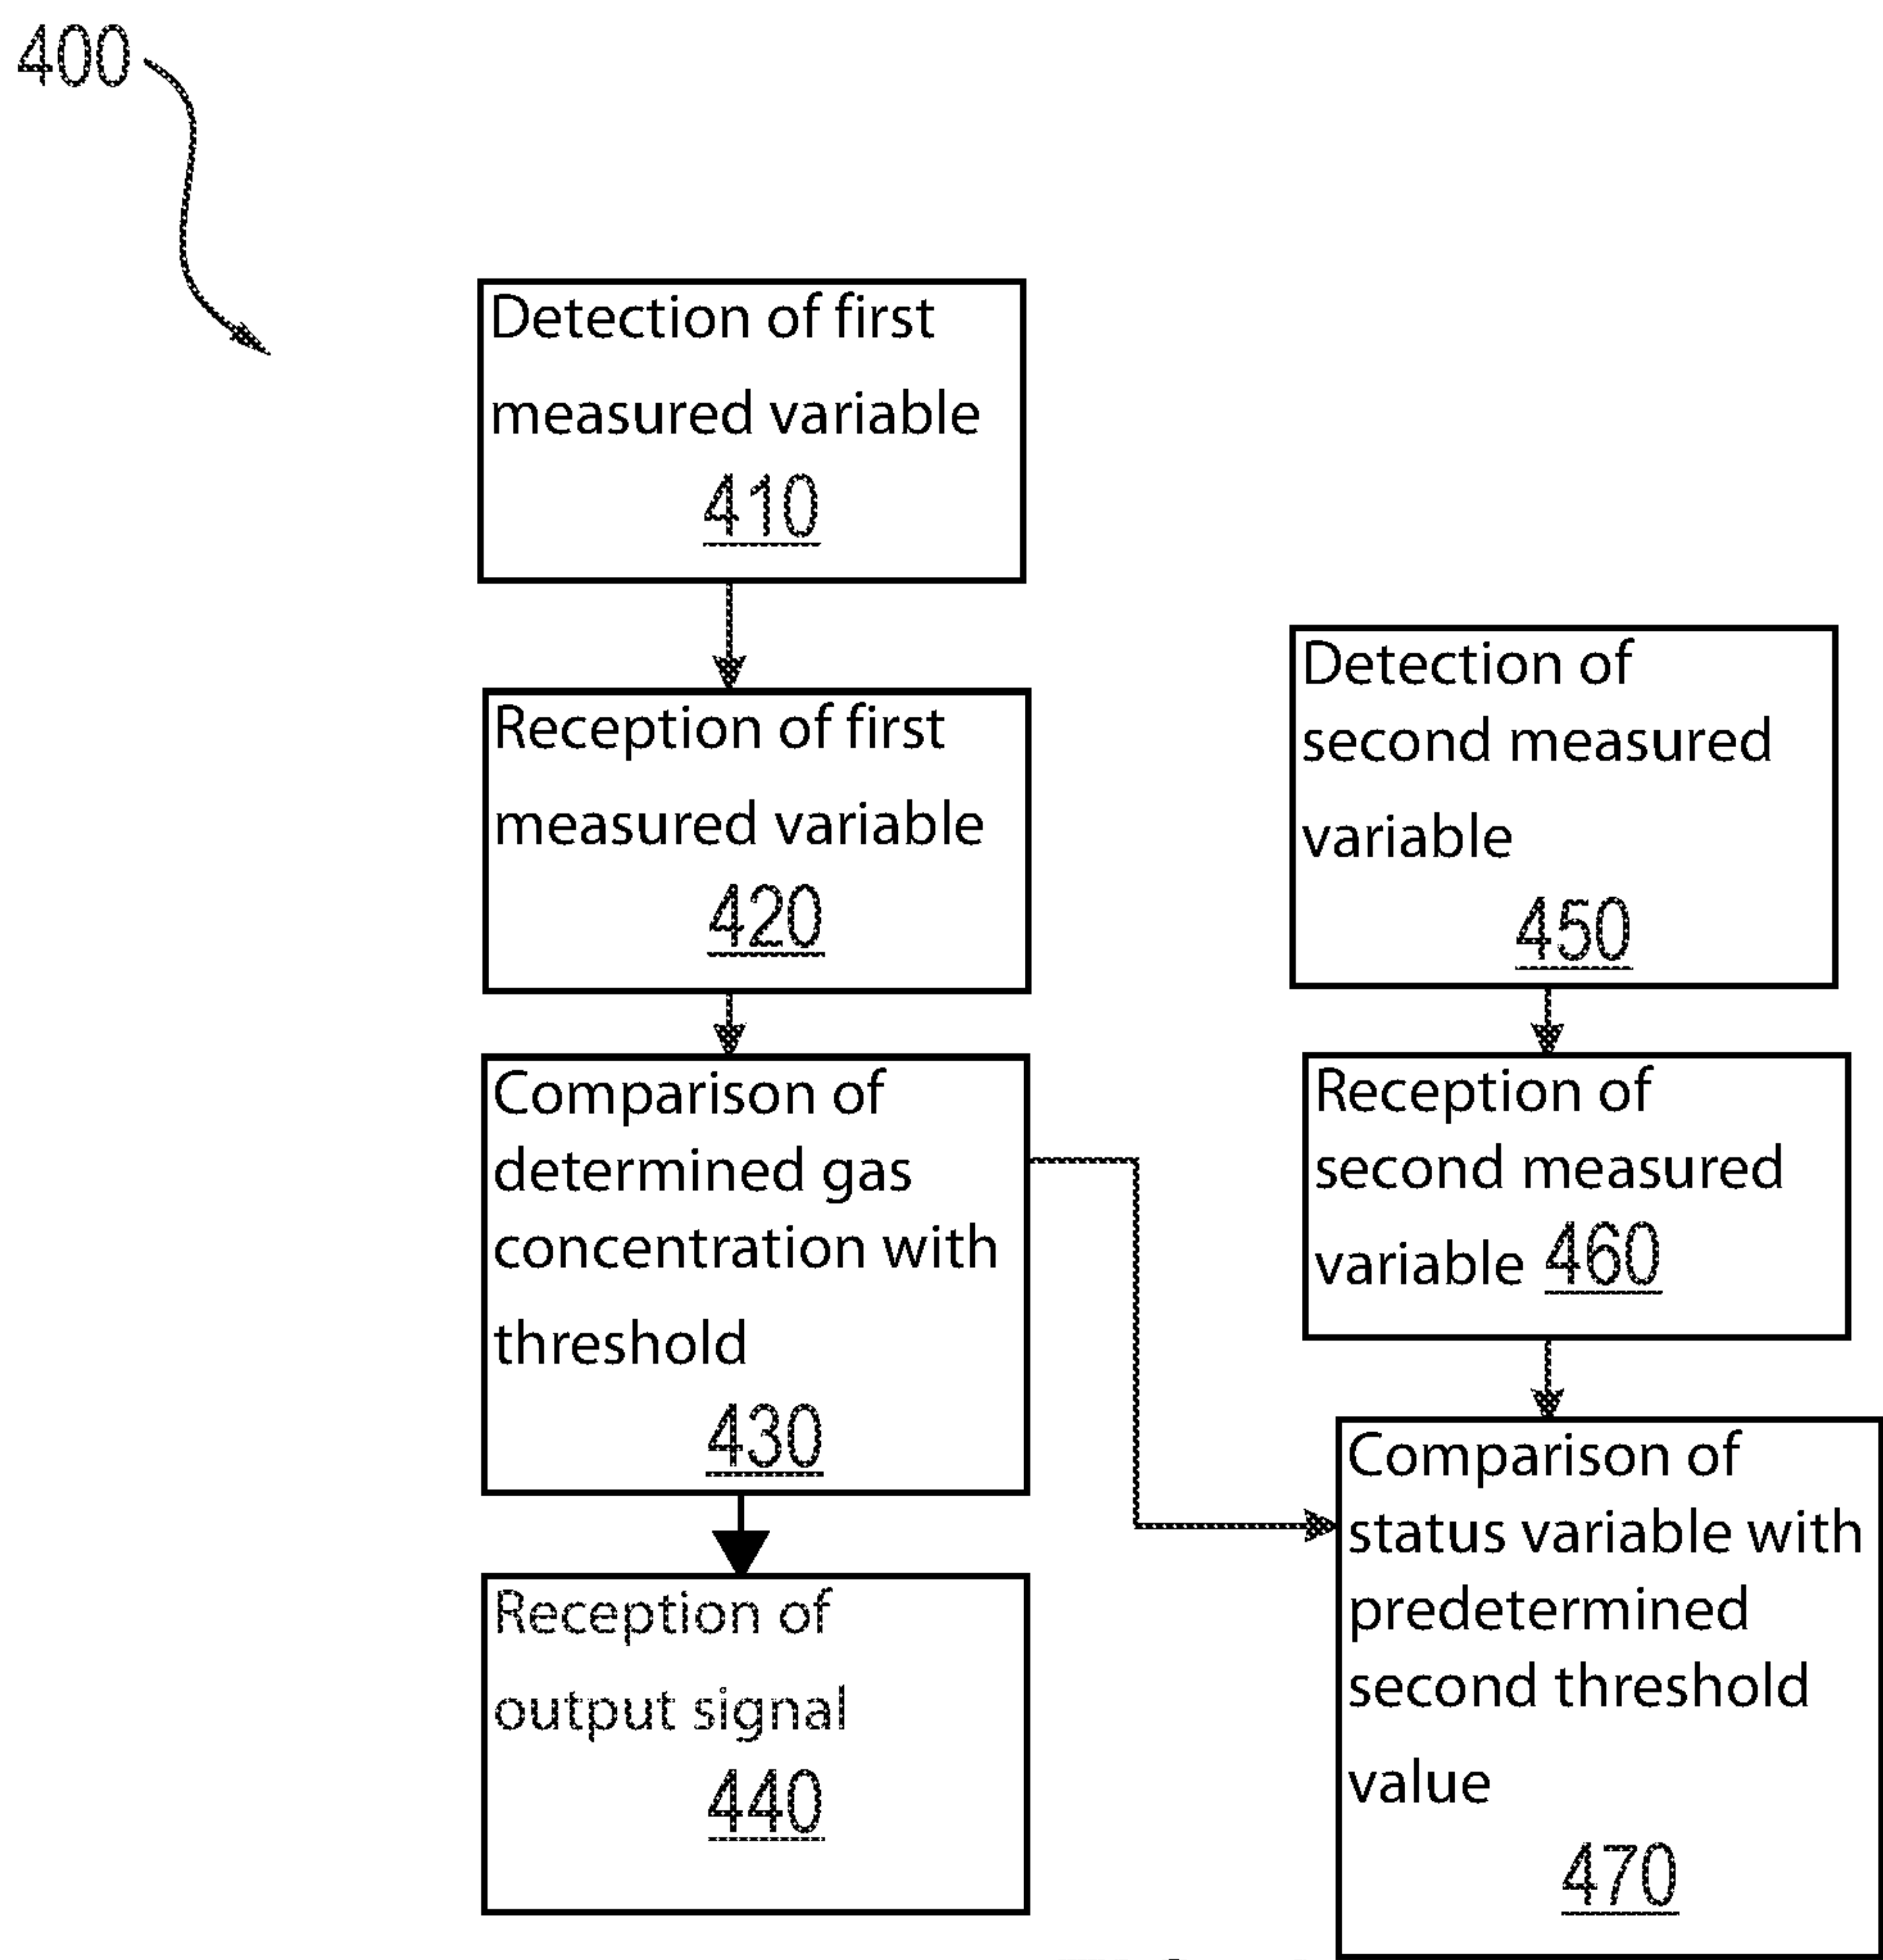 400
Detection of first
measured variable
410
Reception of first
measured variable
420
Comparison of
determined gas
concentration with
threshold
430
Reception of
output signal
440
Detection of
second measured
variable
450
Reception of
second measured
variable 460
Comparison of
status variable with
predetermined
second threshold
value
470